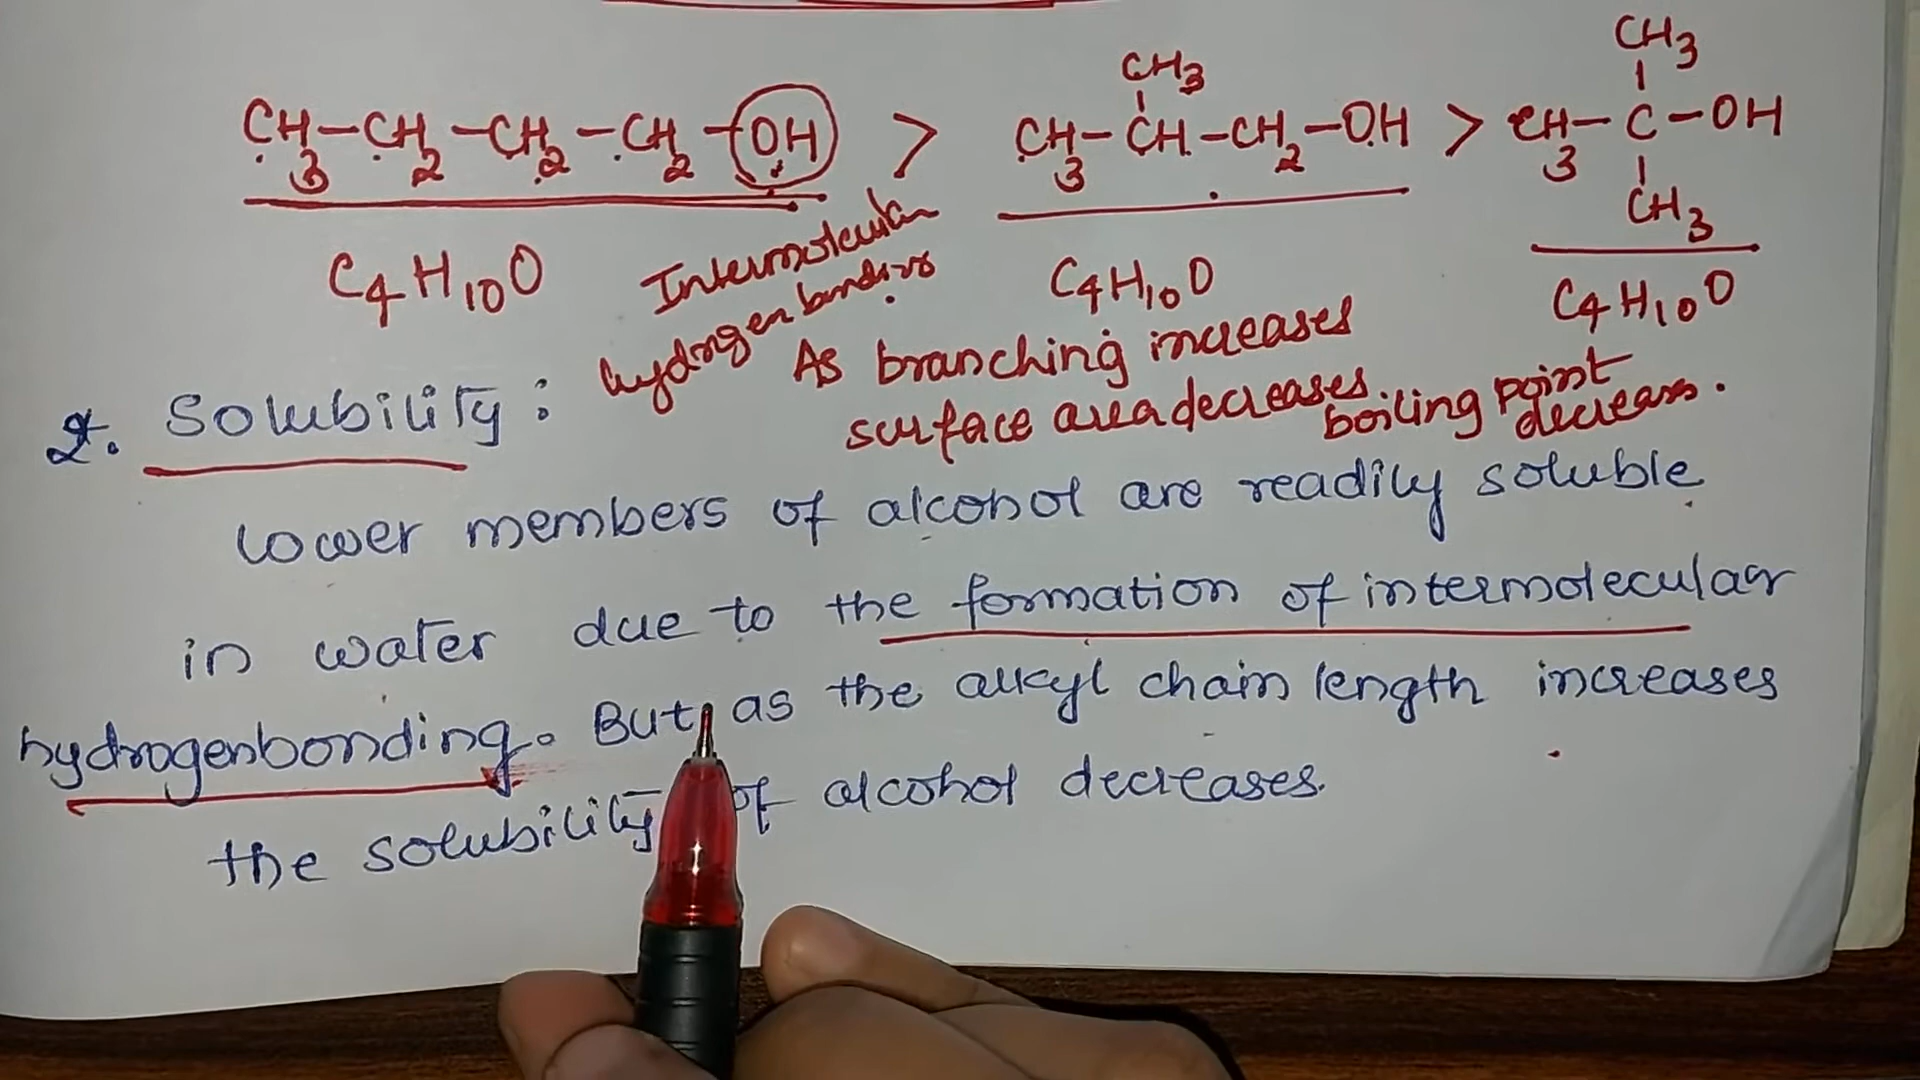 CH3
CH3
CH3-CH2-CH2-CH2-OH > CH3-CH-CH2-OH > CH3-C-OH
CH3
C4H10O
C4H10O
C4H10O
Intermolecular
hydrogen bonding
As branching increases
surface area decreases
boiling point
decreases.
2. Solubility:
Lower members of alcohol are readily soluble
in water due to the formation of intermolecular
hydrogenbonding. But as the alkyl chain length increases
the solubility of alcohol decreases.